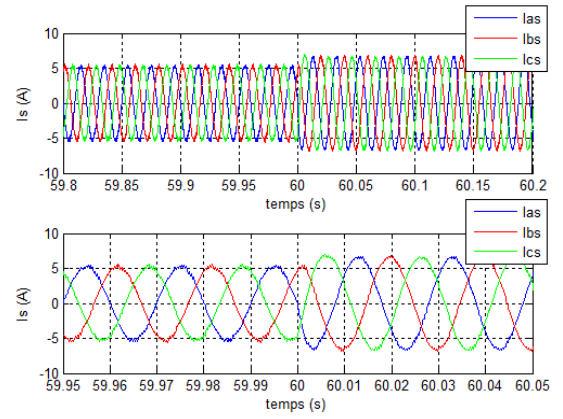 Ias
Ibs
Ics
10
5
0
-5
-10
Is (A)
59.8 59.85 59.9 59.95 60 60.05 60.1 60.15 60.2
temps (s)
Ias
Ibs
Ics
10
5
0
-5
-10
Is (A)
59.95 59.96 59.97 59.98 59.99 60 60.01 60.02 60.03 60.04 60.05
temps (s)